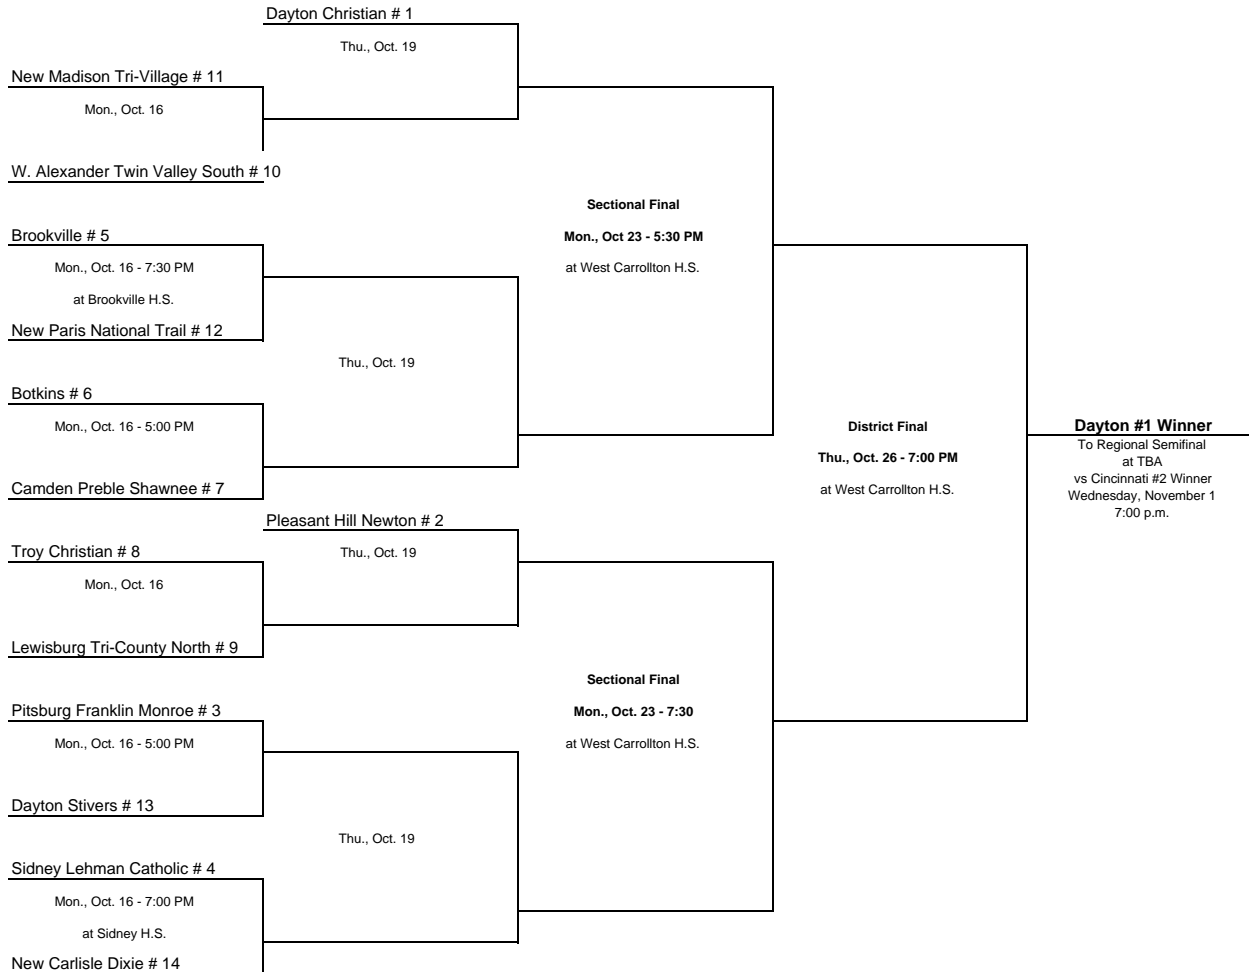 Dayton Christian # 1
Thu., Oct. 19
New Madison Tri-Village # 11
Mon., Oct. 16
W. Alexander Twin Valley South # 10
Sectional Final
Brookville # 5
Mon., Oct 23 - 5:30 PM
Mon., Oct. 16 - 7:30 PM
at West Carrollton H.S.
at Brookville H.S.
New Paris National Trail # 12
Thu., Oct. 19
Botkins # 6
Mon., Oct. 16 - 5:00 PM
District Final
Dayton #1 Winner
To Regional Semifinal
Thu., Oct. 26 - 7:00 PM
at TBA
vs Cincinnati #2 Winner
Camden Preble Shawnee # 7
at West Carrollton H.S.
Wednesday, November 1
7:00 p.m.
Pleasant Hill Newton # 2
Troy Christian # 8
Thu., Oct. 19
Mon., Oct. 16
Lewisburg Tri-County North # 9
Sectional Final
Pitsburg Franklin Monroe # 3
Mon., Oct. 23 - 7:30
Mon., Oct. 16 - 5:00 PM
at West Carrollton H.S.
Dayton Stivers # 13
Thu., Oct. 19
Sidney Lehman Catholic # 4
Mon., Oct. 16 - 7:00 PM
at Sidney H.S.
New Carlisle Dixie # 14